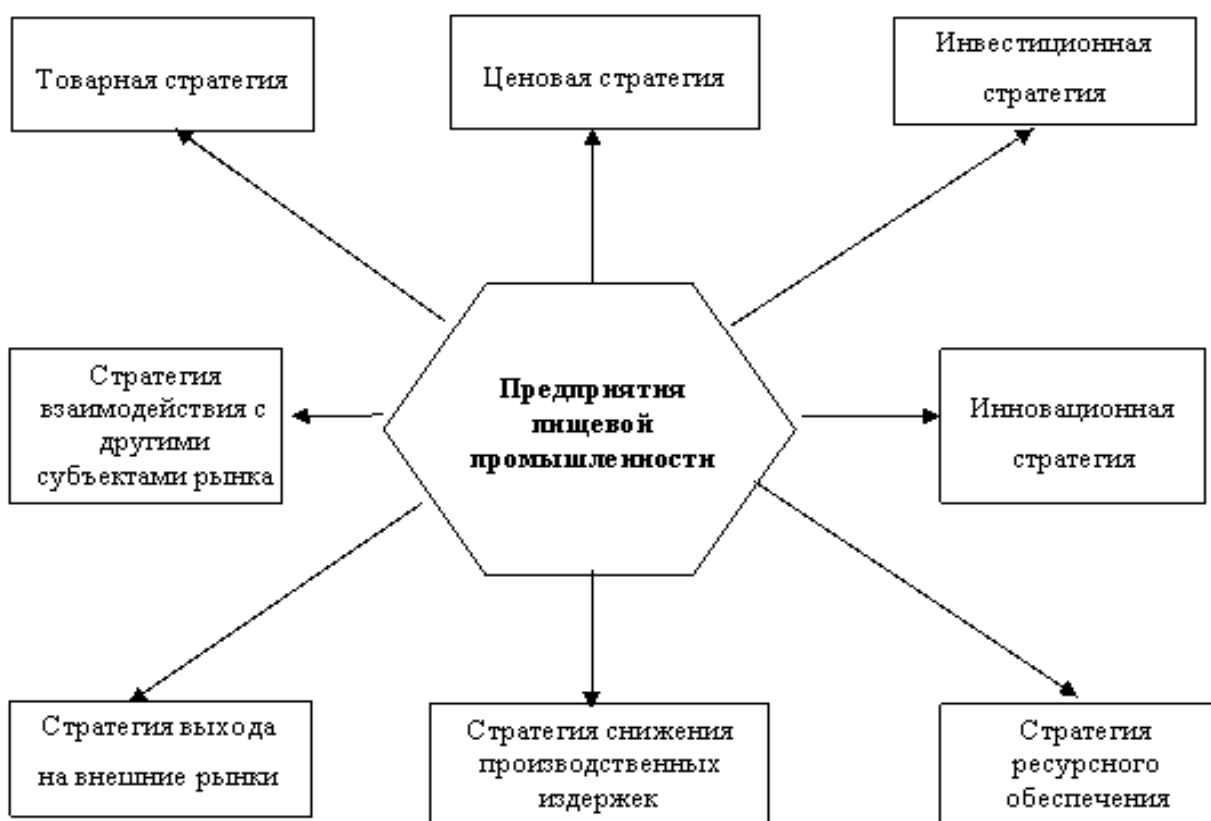 Товарная стратегия
Ценовая стратегия
Инвестиционная
стратегия
Стратегия
взаимодействия с
другими
субъектами рынка
Предприятия
пищевой
промышленности
Инновационная
стратегия
Стратегия выхода
на внешние рынки
Стратегия снижения
производственных
издержек
Стратегия
ресурсного
обеспечения